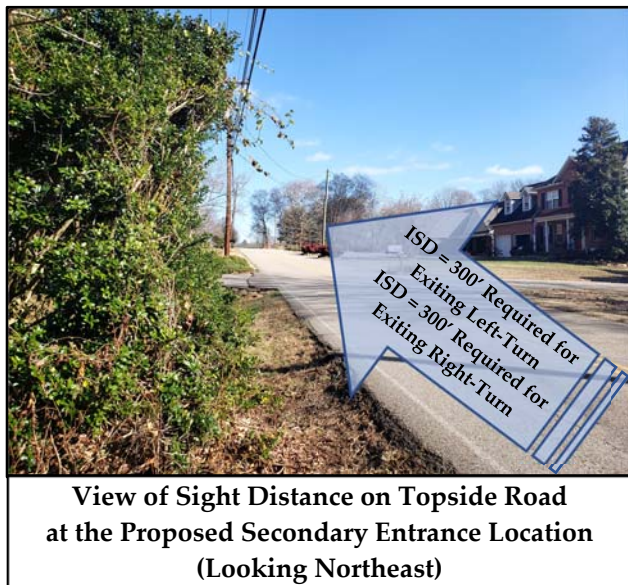 ISD = 300' Required for
Exiting Left-Turn
ISD = 300' Required for
Exiting Right-Turn
View of Sight Distance on Topside Road
at the Proposed Secondary Entrance Location
(Looking Northeast)